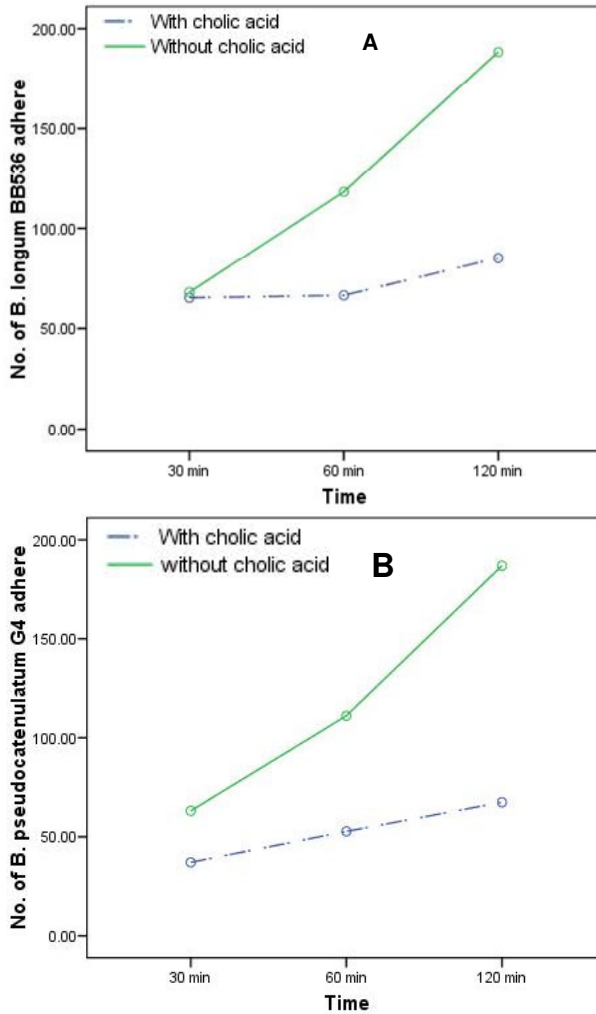 With cholic acid
Without cholic acid
A
200.00
150.00
100.00
50.00
0.00
No. of B. longum BB536 adhere
30 min
60 min
120 min
Time
With cholic acid
without cholic acid
B
200.00
150.00
100.00
50.00
0.00
No. of B. pseudocatenulatum G4 adhere
30 min
60 min
120 min
Time